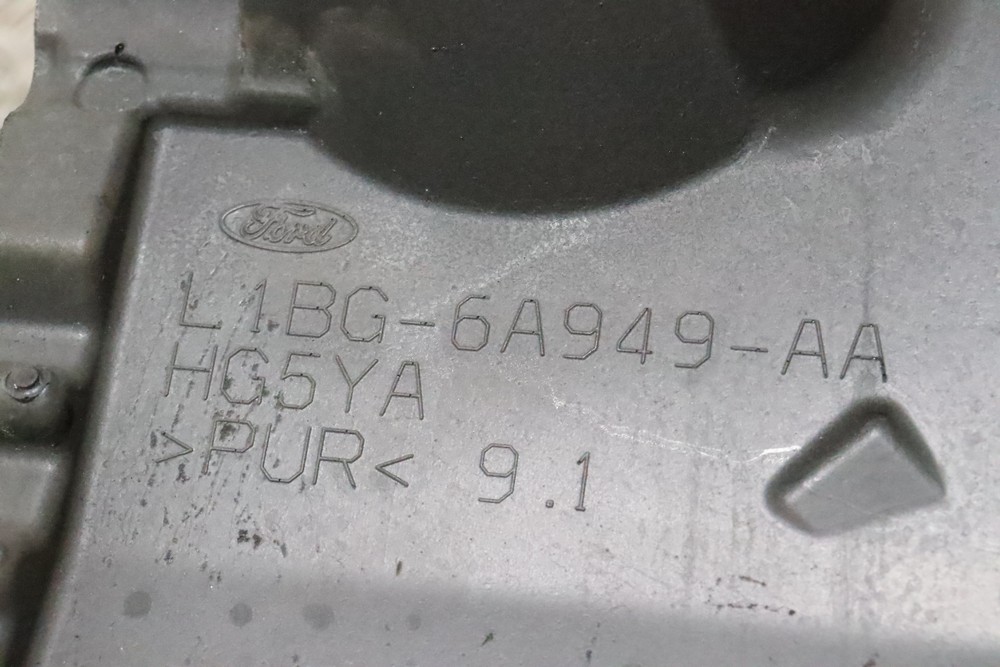 Ford
L1BG-6A949-AA
HG5YA
>PUR< 9.1